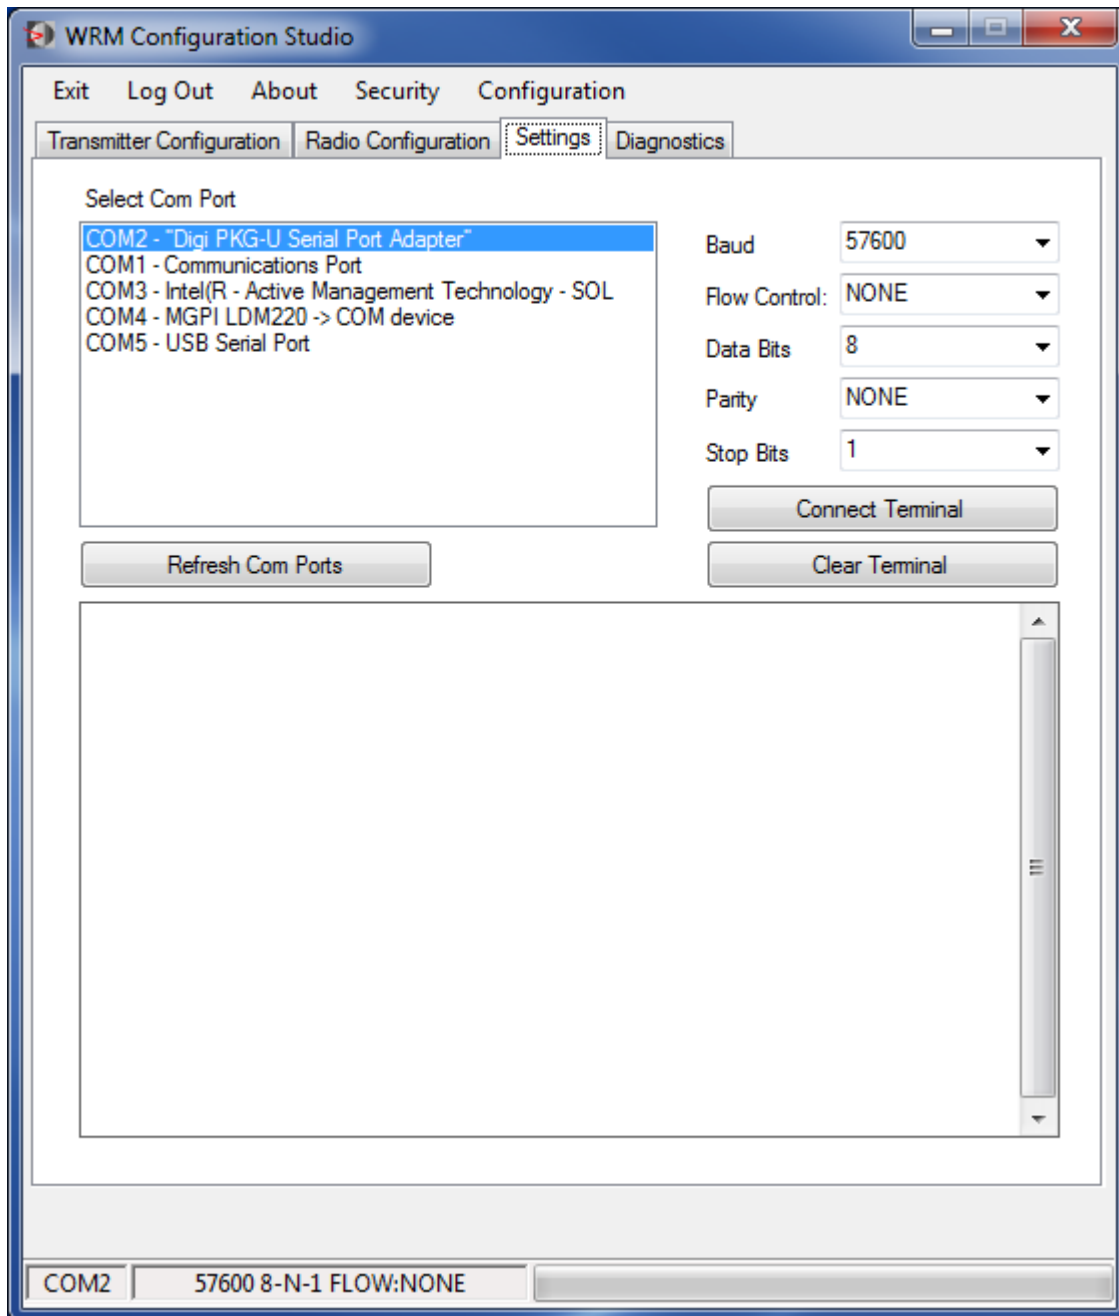 WRM Configuration Studio
Exit Log Out About Security Configuration
Transmitter Configuration Radio Configuration Settings Diagnostics
Select Com Port
COM2 - "Digi PKG-U Serial Port Adapter"
COM1 - Communications Port
COM3 - Intel(R - Active Management Technology - SOL
COM4 - MGPI LDM220 -> COM device
COM5 - USB Serial Port
Baud 57600
Flow Control: NONE
Data Bits 8
Parity NONE
Stop Bits 1
Connect Terminal
Refresh Com Ports
Clear Terminal
COM2 57600 8-N-1 FLOW:NONE